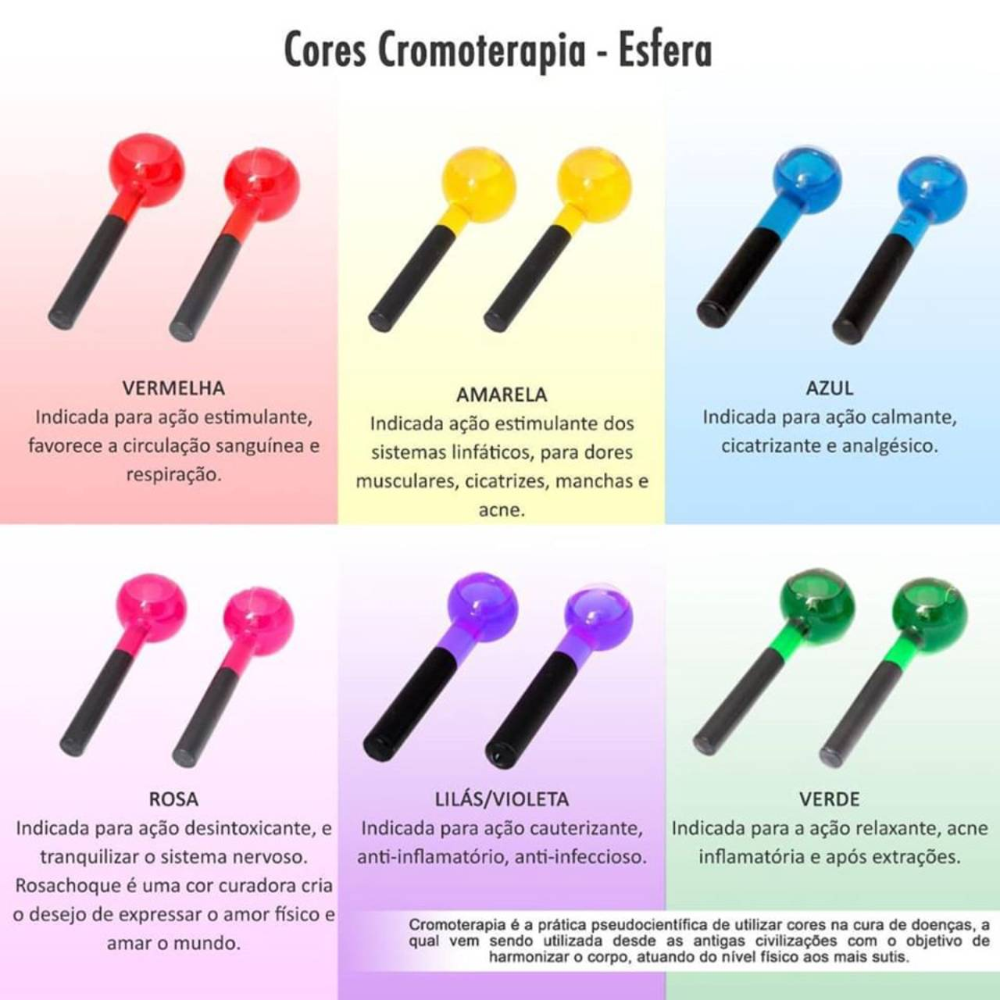 Cores Cromoterapia - Esfera
VERMELHA
Indicada para ação estimulante,
favorece a circulação sanguínea e
respiração.
AMARELA
Indicada ação estimulante dos
sistemas linfáticos, para dores
musculares, cicatrizes, manchas e
acne.
AZUL
Indicada para ação calmante,
cicatrizante e analgésico.
ROSA
Indicada para ação desintoxicante, e
tranquilizar o sistema nervoso.
Rosachoque é uma cor curadora cria
o desejo de expressar o amor físico e
amar o mundo.
LILÁS/VIOLETA
Indicada para ação cauterizante,
anti-inflamatório, anti-infeccioso.
VERDE
Indicada para a ação relaxante, acne
inflamatória e após extrações.
Cromoterapia é a prática pseudocientífica de utilizar cores na cura de doenças, a
qual vem sendo utilizada desde as antigas civilizações com o objetivo de
harmonizar o corpo, atuando do nível físico aos mais sutis.